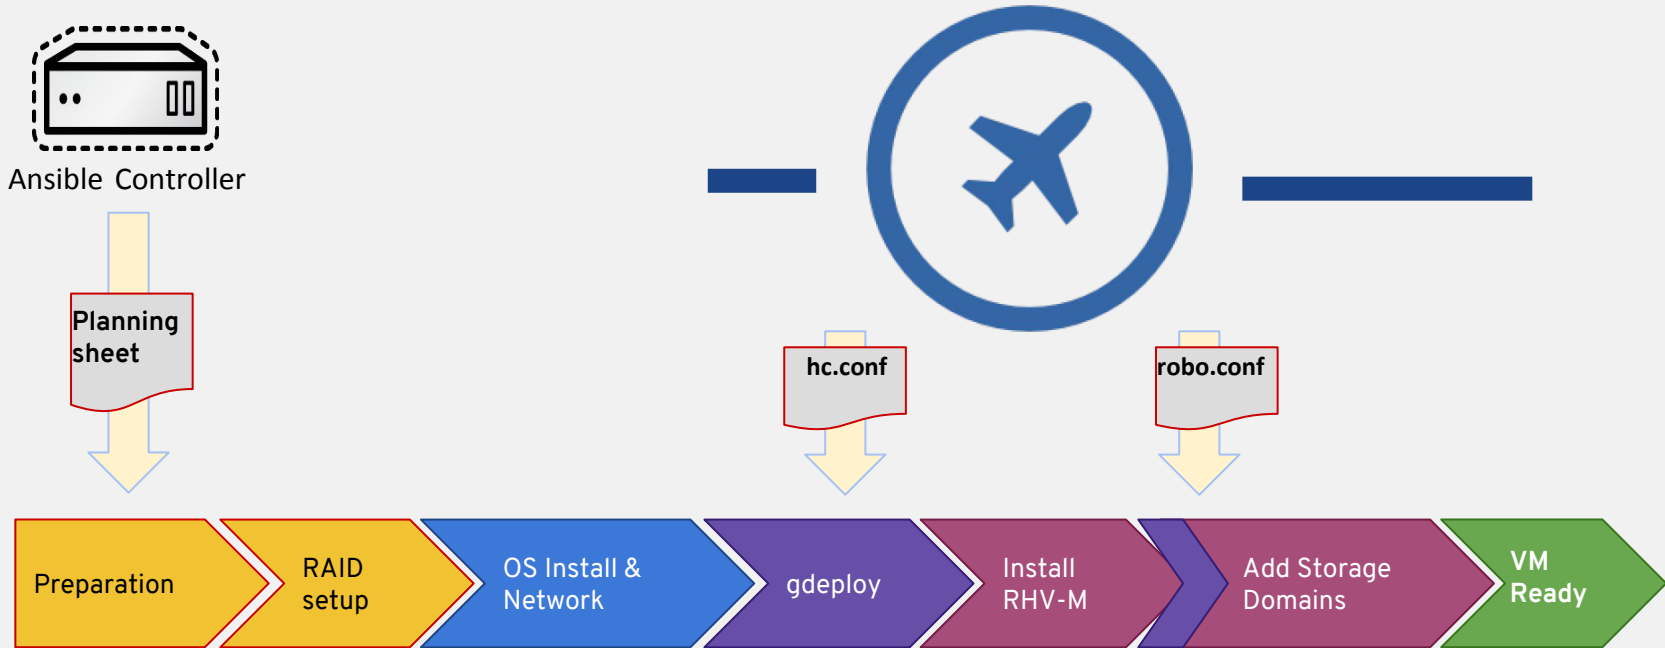 Ansible Controller
Planning
sheet
hc.conf
robo.conf
Preparation
RAID
setup
OS Install &
Network
gdeploy
Install
RHV-M
Add Storage
Domains
VM
Ready